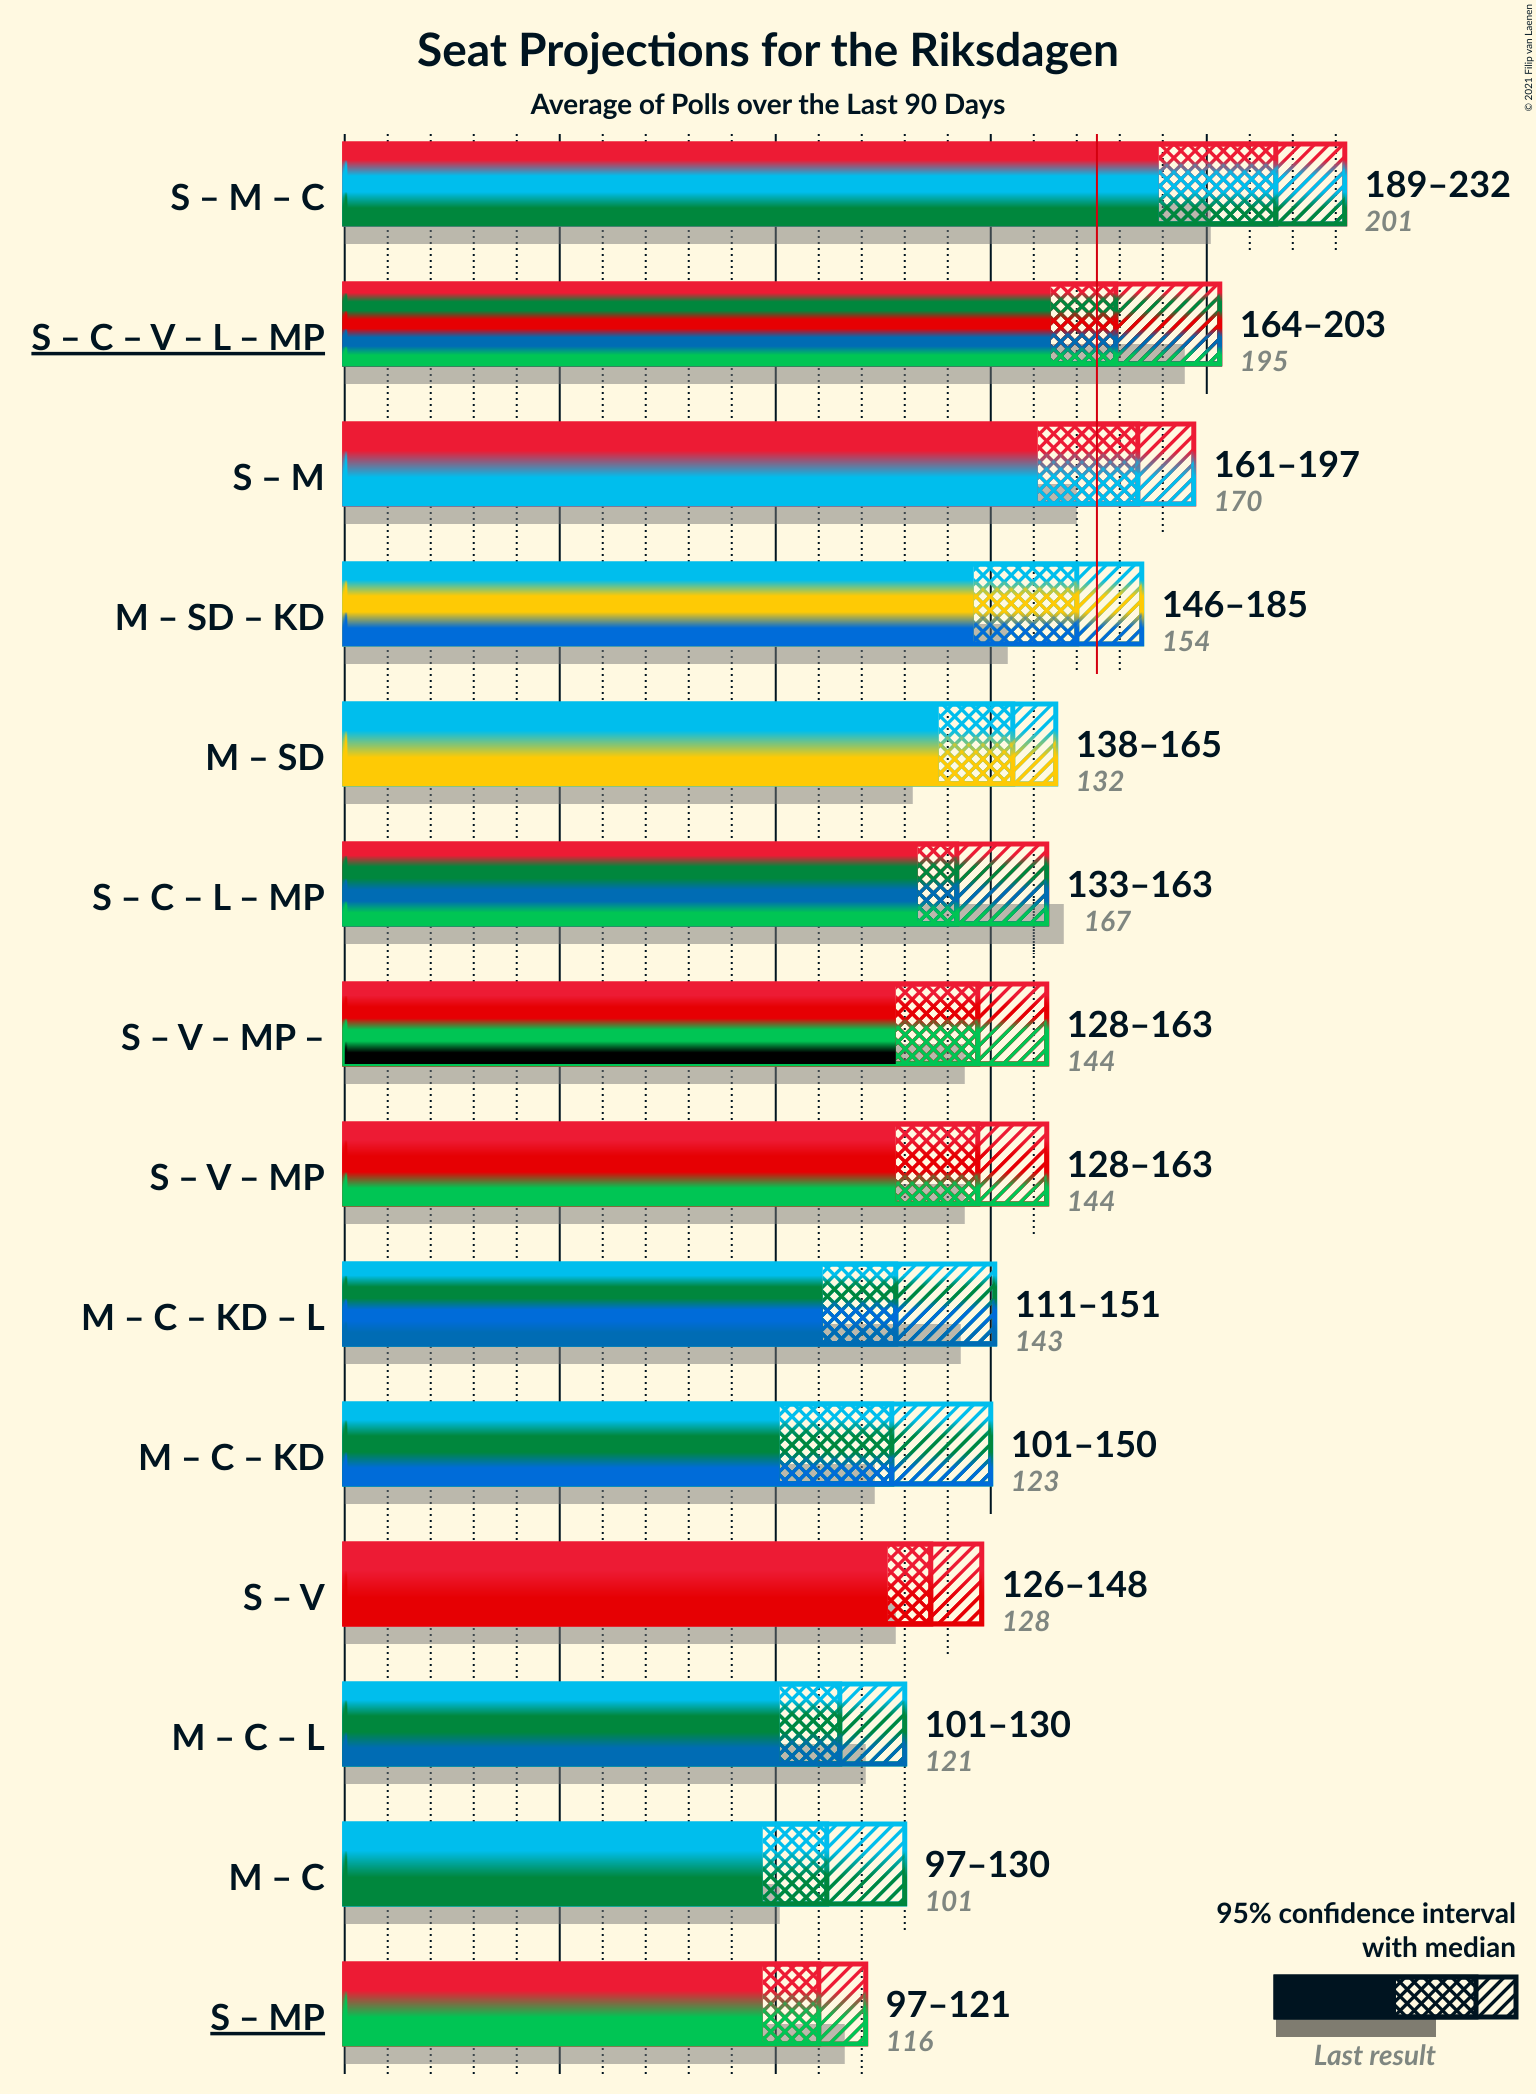 Seat Projections for the Riksdagen
Average of Polls over the Last 90 Days
© 2021 Filip van Laenen
S – M – C
189–232
201
S – C – V – L – MP
164–203
195
S – M
161–197
170
M – SD – KD
146–185
154
M – SD
138–165
132
S – C – L – MP
133–163
167
S – V – MP –
128–163
144
S – V – MP
128–163
144
M – C – KD – L
111–151
143
M – C – KD
101–150
123
S – V
126–148
128
M – C – L
101–130
121
M – C
97–130
101
S – MP
97–121
116
95% confidence interval
with median
Last result